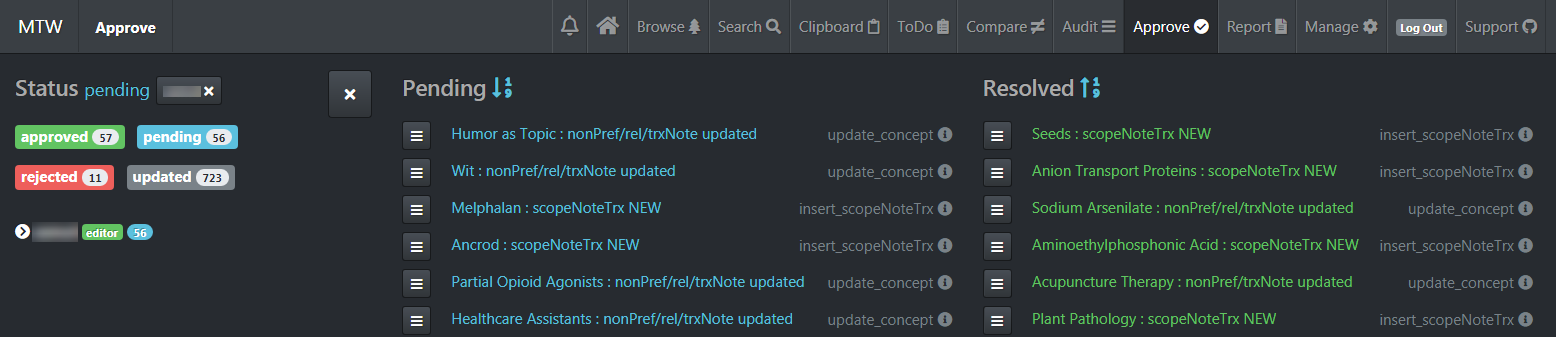 MTW Approve Browse Search Clipboard ToDo Compare Audit Approve Report Manage Log Out Support
Status pending
approved 57 pending 56
rejected 11 updated 723
editor 56
Pending
Humor as Topic : nonPref/rel/trxNote updated update_concept
Wit : nonPref/rel/trxNote updated update_concept
Melphalan : scopeNoteTrx NEW insert_scopeNoteTrx
Ancrod : scopeNoteTrx NEW insert_scopeNoteTrx
Partial Opioid Agonists : nonPref/rel/trxNote updated update_concept
Healthcare Assistants : nonPref/rel/trxNote updated update_concept
Resolved
Seeds : scopeNoteTrx NEW insert_scopeNoteTrx
Anion Transport Proteins : scopeNoteTrx NEW insert_scopeNoteTrx
Sodium Arsenilate : nonPref/rel/trxNote updated update_concept
Aminoethylphosphonic Acid : scopeNoteTrx NEW insert_scopeNoteTrx
Acupuncture Therapy : nonPref/rel/trxNote updated update_concept
Plant Pathology : scopeNoteTrx NEW insert_scopeNoteTrx